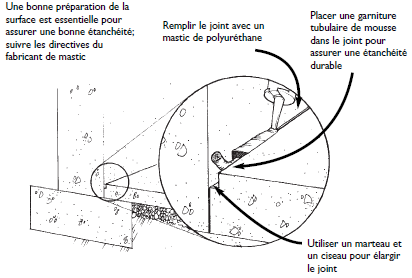 Une bonne préparation de la
surface est essentielle pour
assurer une bonne étanchéité;
suivre les directives du
fabricant de mastic
Remplir le joint avec un
mastic de polyuréthane
Placer une garniture
tubulaire de mousse
dans le joint pour
assurer une étanchéité
durable
Utiliser un marteau et
un ciseau pour élargir
le joint